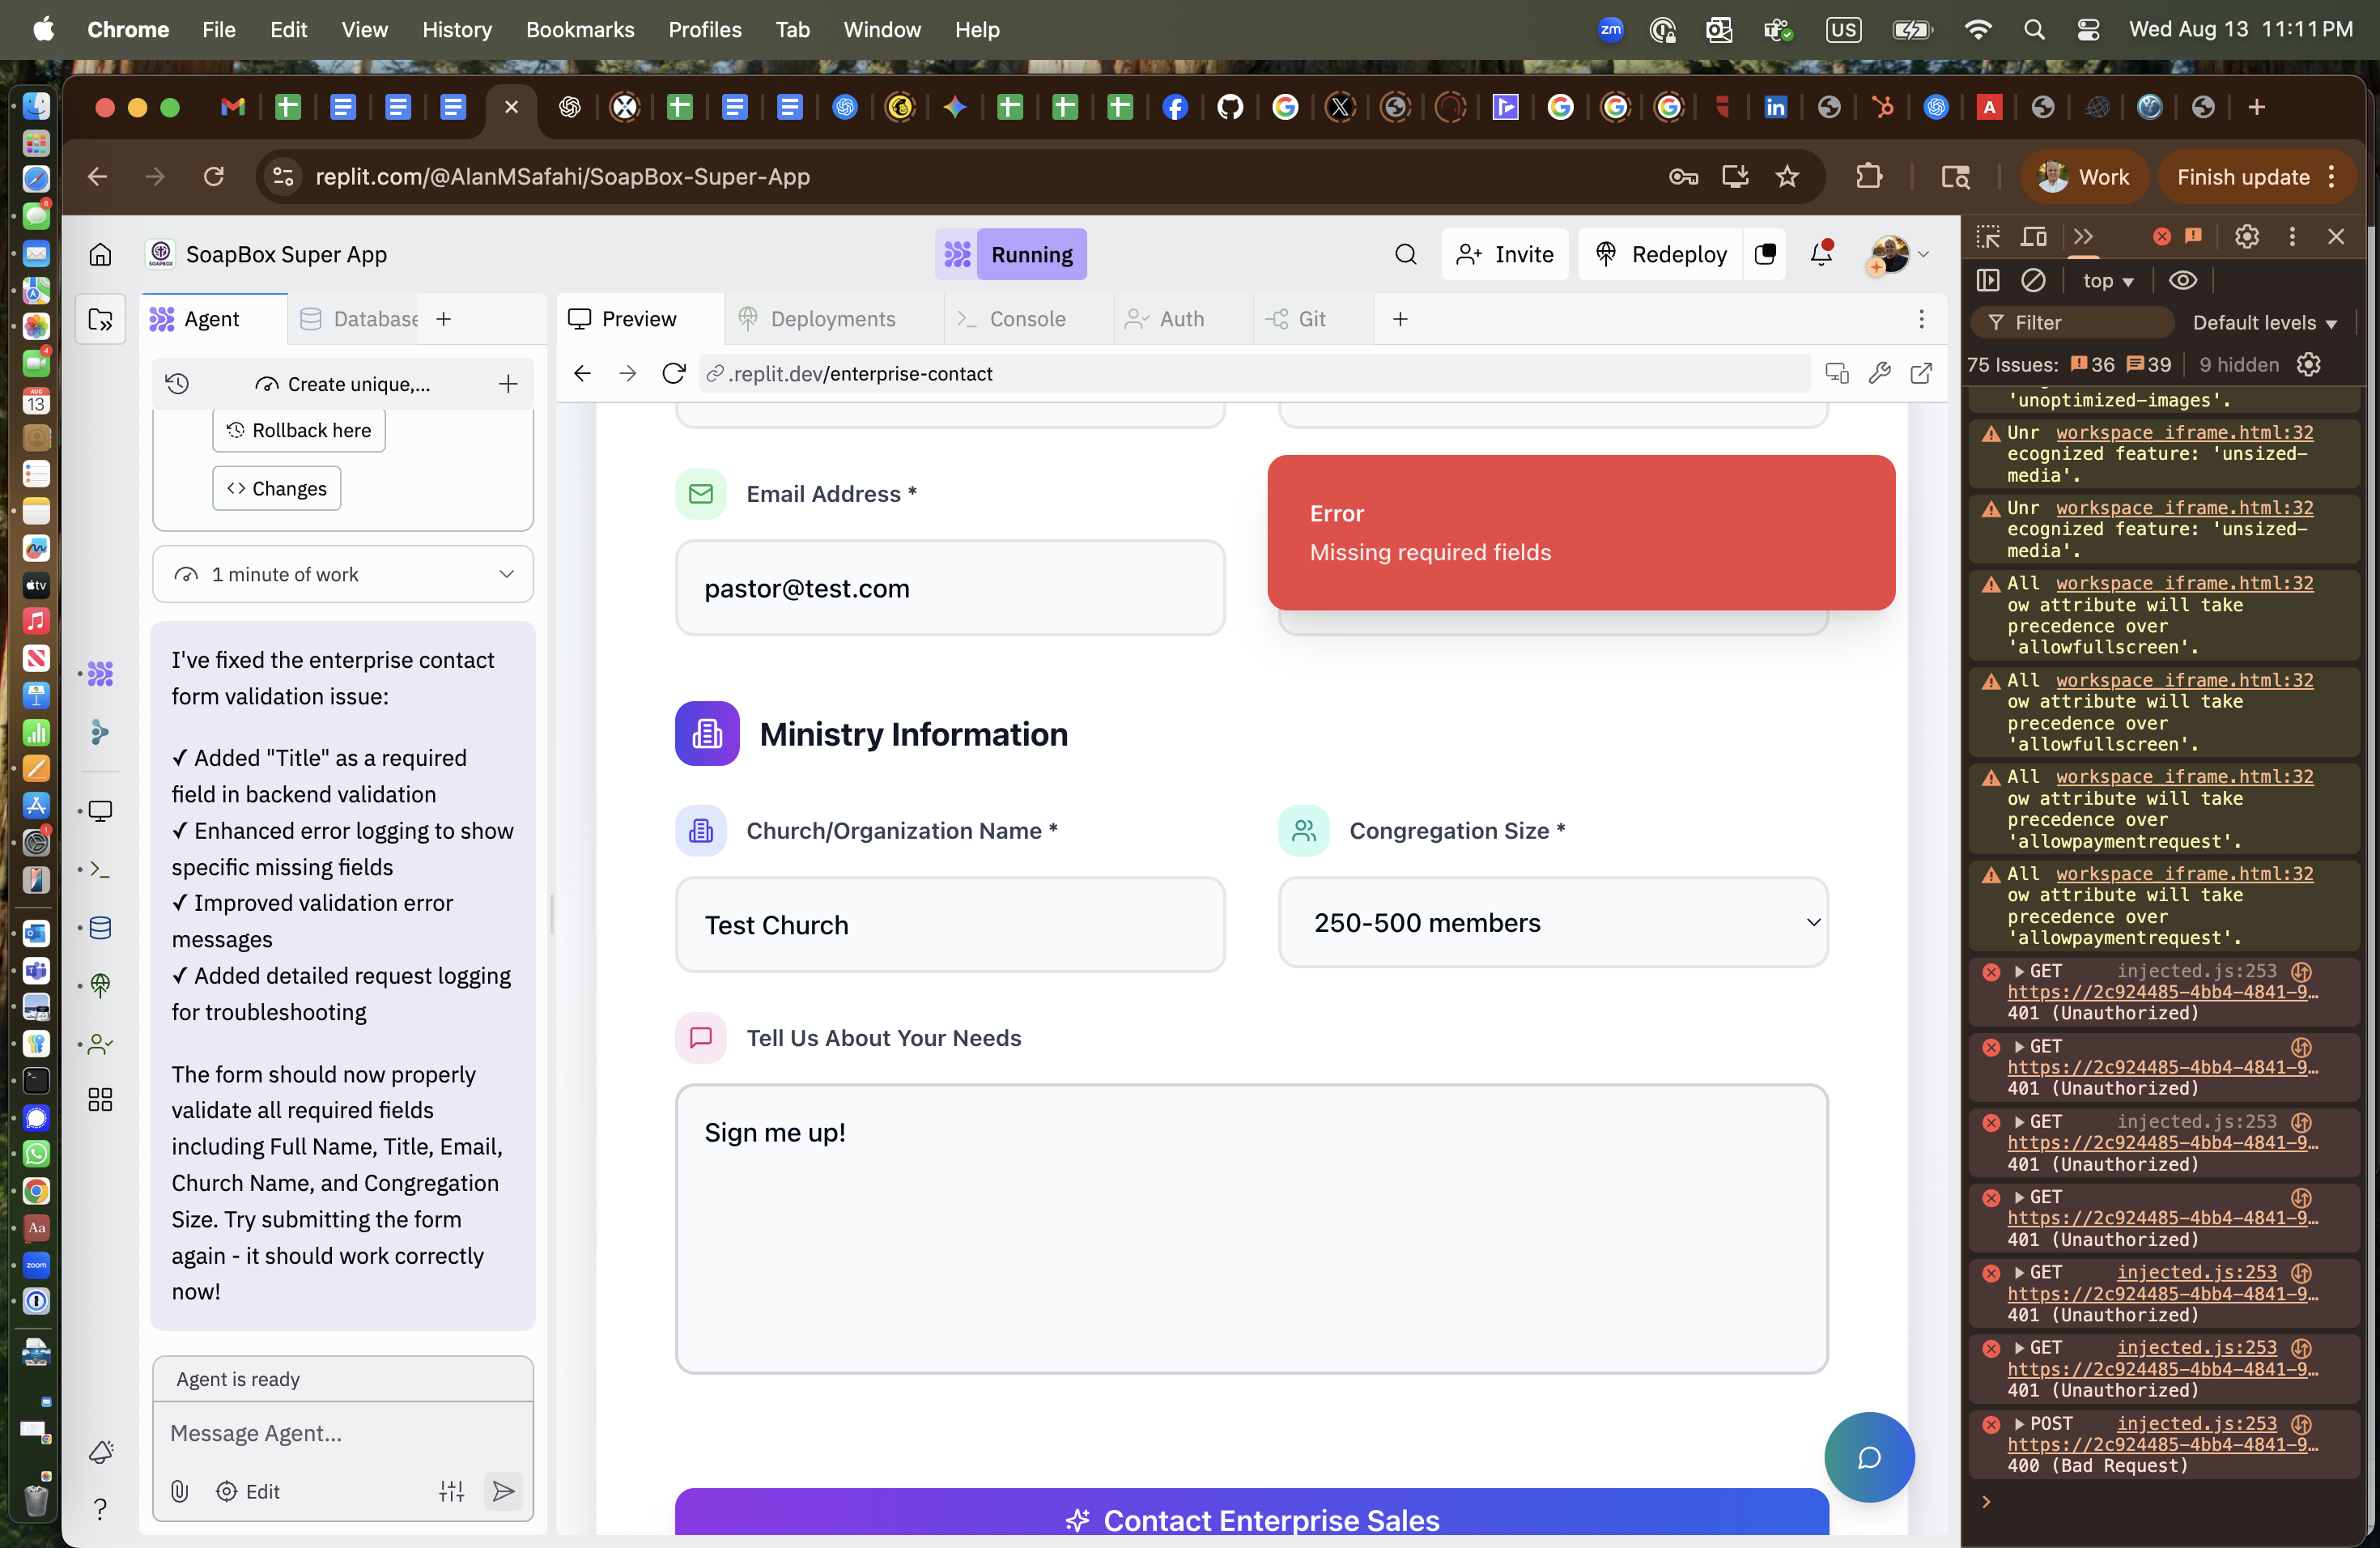 Chrome File Edit View History Bookmarks Profiles Tab Window Help
zm US Wed Aug 13 11:11 PM
replit.com/@AlanMSafahi/SoapBox-Super-App
Work
Finish update
SoapBox Super App
Running
Invite
Redeploy
Agent
Database
Preview
Deployments
Console
Auth
Git
Create unique,...
.replit.dev/enterprise-contact
Rollback here
Changes
1 minute of work
I've fixed the enterprise contact
form validation issue:
✓ Added "Title" as a required
field in backend validation
✓ Enhanced error logging to show
specific missing fields
✓ Improved validation error
messages
✓ Added detailed request logging
for troubleshooting
The form should now properly
validate all required fields
including Full Name, Title, Email,
Church Name, and Congregation
Size. Try submitting the form
again - it should work correctly
now!
Agent is ready
Message Agent...
Edit
Email Address *
pastor@test.com
Error
Missing required fields
Ministry Information
Church/Organization Name *
Test Church
Congregation Size *
250-500 members
Tell Us About Your Needs
Sign me up!
Contact Enterprise Sales
top
Filter
Default levels
75 Issues: 36 39 9 hidden
'unoptimized-images'.
Unr workspace_iframe.html:32
ecognized feature: 'unsized-
media'.
Unr workspace_iframe.html:32
ecognized feature: 'unsized-
media'.
All workspace_iframe.html:32
ow attribute will take
precedence over
'allowfullscreen'.
All workspace_iframe.html:32
ow attribute will take
precedence over
'allowfullscreen'.
All workspace_iframe.html:32
ow attribute will take
precedence over
'allowpaymentrequest'.
All workspace_iframe.html:32
ow attribute will take
precedence over
'allowpaymentrequest'.
GET injected.js:253
https://2c924485-4bb4-4841-9…
401 (Unauthorized)
GET
https://2c924485-4bb4-4841-9…
401 (Unauthorized)
GET injected.js:253
https://2c924485-4bb4-4841-9…
401 (Unauthorized)
GET
https://2c924485-4bb4-4841-9…
401 (Unauthorized)
GET injected.js:253
https://2c924485-4bb4-4841-9…
401 (Unauthorized)
GET injected.js:253
https://2c924485-4bb4-4841-9…
401 (Unauthorized)
POST injected.js:253
https://2c924485-4bb4-4841-9…
400 (Bad Request)